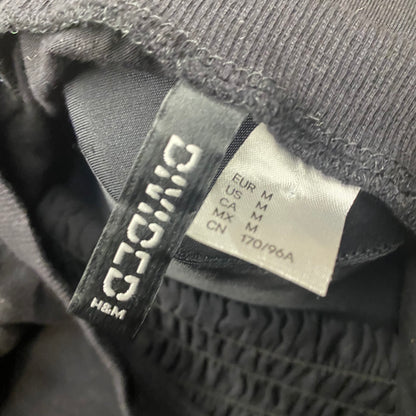 DIVIDED
H&M
EUR M
US M
CA M
MX M
CN 170/96A